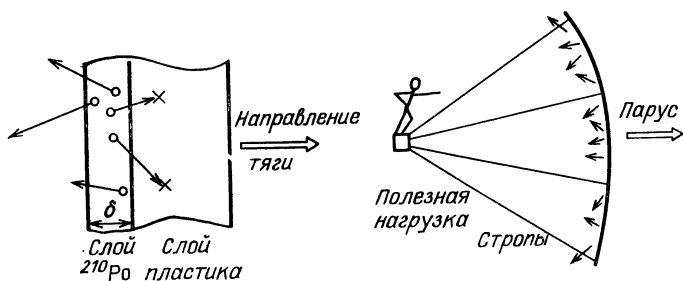 Направление
тяги
δ
Слой
²¹⁰Po
Слой
пластика
Парус
Полезная
нагрузка
Стропы